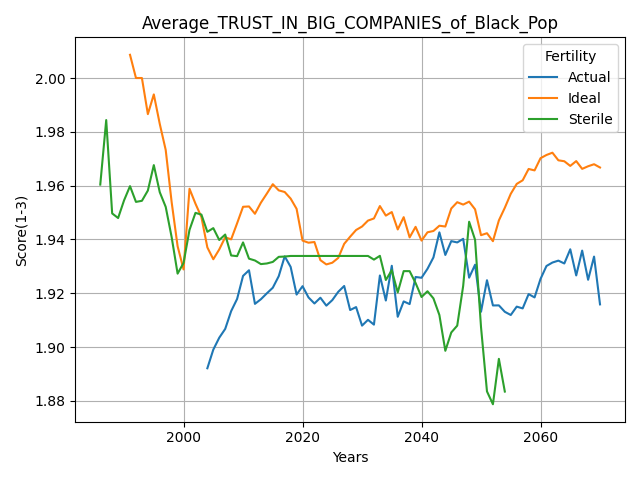 Average_TRUST_IN_BIG_COMPANIES_of_Black_Pop
Fertility
Actual
Ideal
Sterile
Score(1-3)
2.00
1.98
1.96
1.94
1.92
1.90
1.88
2000 2020 2040 2060
Years